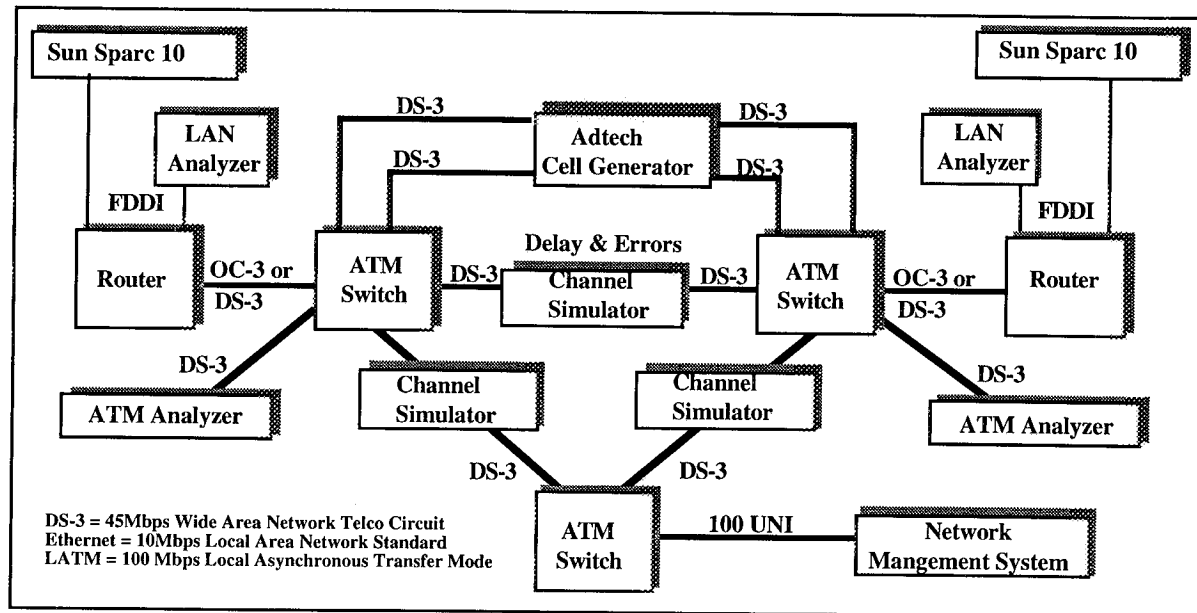 Sun Sparc 10
Sun Sparc 10
DS-3
DS-3
LAN
Analyzer
Adtech
Cell Generator
LAN
Analyzer
DS-3
DS-3
FDDI
FDDI
Delay & Errors
Router
OC-3 or
DS-3
ATM
Switch
DS-3
Channel
Simulator
DS-3
ATM
Switch
OC-3 or
DS-3
Router
DS-3
Channel
Simulator
Channel
Simulator
DS-3
ATM Analyzer
ATM Analyzer
DS-3
DS-3
DS-3 = 45Mbps Wide Area Network Telco Circuit
Ethernet = 10Mbps Local Area Network Standard
LATM = 100 Mbps Local Asynchronous Transfer Mode
ATM
Switch
100 UNI
Network
Mangement System